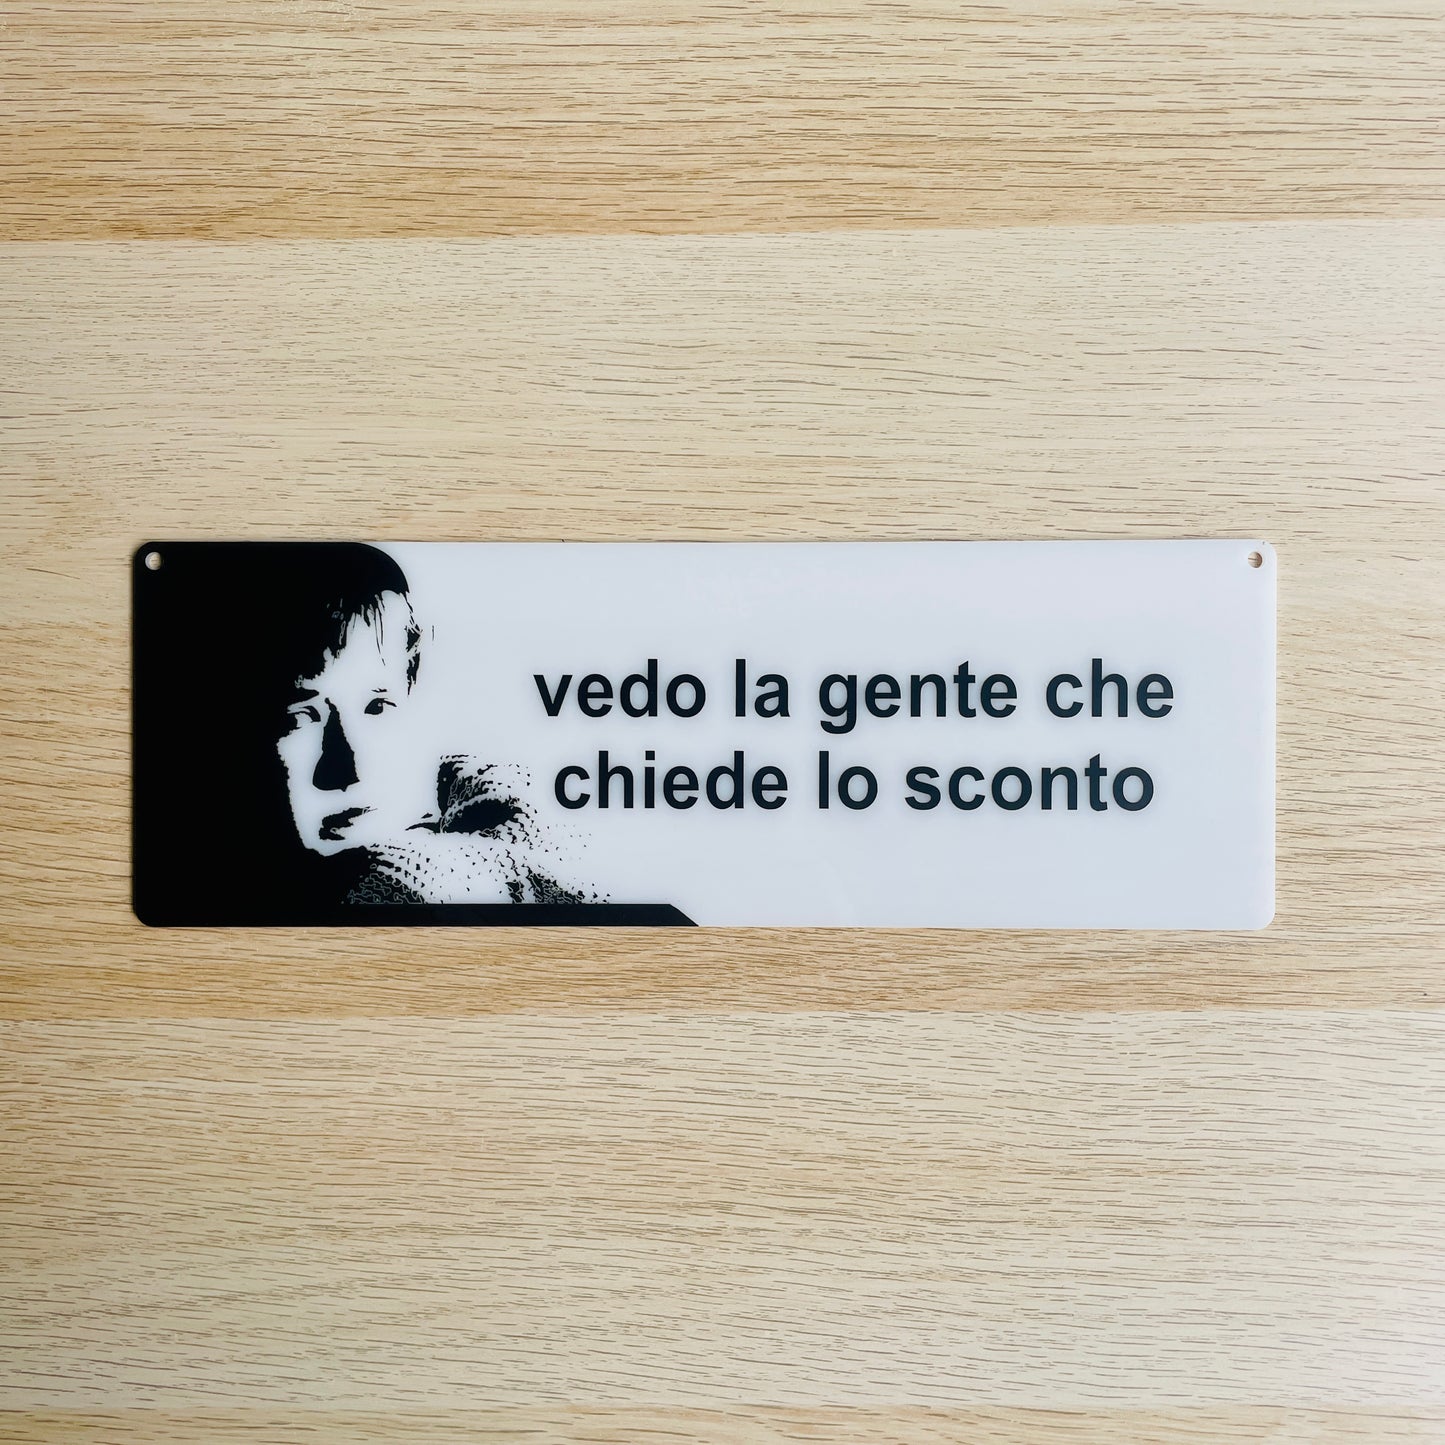 vedo la gente che
chiede lo sconto